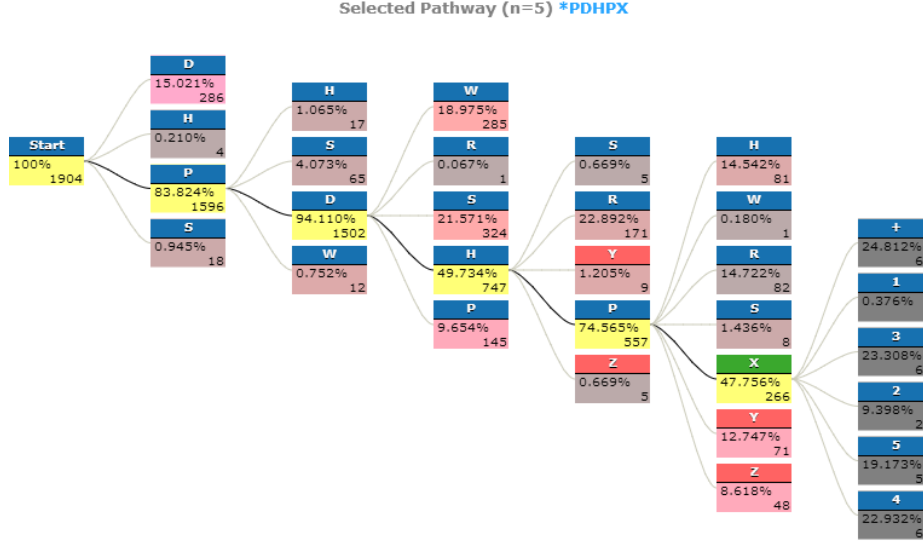 Selected Pathway (n=5) *PDHPX
Start
100%
1904
D
15.021%
286
H
0.210%
4
P
83.824%
1596
S
0.945%
18
H
1.065%
17
S
4.073%
65
D
94.110%
1502
W
0.752%
12
W
18.975%
285
R
0.067%
1
S
21.571%
324
H
49.734%
747
P
9.654%
145
S
0.669%
5
R
22.892%
171
Y
1.205%
9
P
74.565%
557
Z
0.669%
5
H
14.542%
81
W
0.180%
1
R
14.722%
82
S
1.436%
8
X
47.756%
266
Y
12.747%
71
Z
8.618%
48
+
24.812%
6
1
0.376%
3
23.308%
6
2
9.398%
2
5
19.173%
5
4
22.932%
6